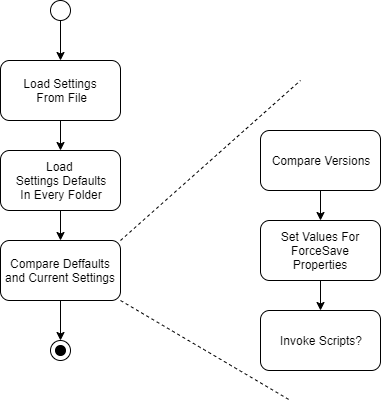 Load Settings
From File
Load
Settings Defaults
In Every Folder
Compare Deffaults
and Current Settings
Compare Versions
Set Values For
ForceSave
Properties
Invoke Scripts?